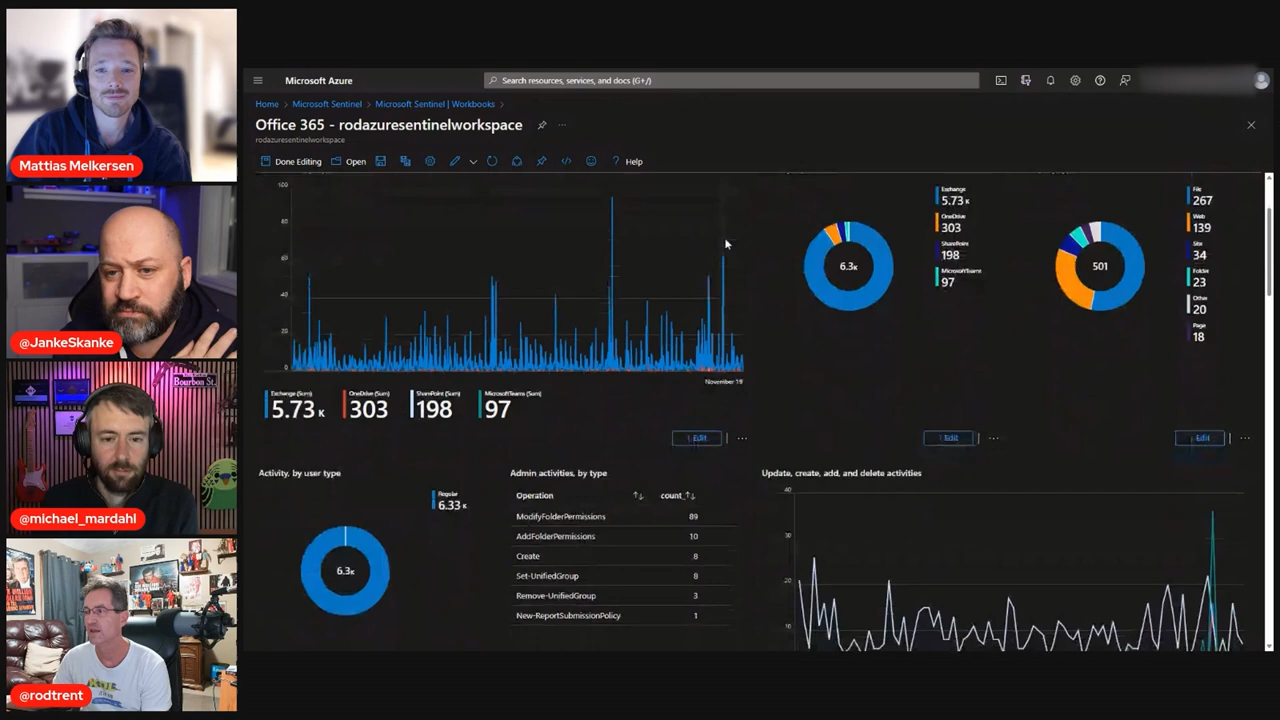 Mattias Melkersen
@JankeSkanke
Bourbon St.
@michael_mardahl
@rodtrent
Microsoft Azure
Search resources, services, and docs (G+/)
Home > Microsoft Sentinel > Microsoft Sentinel | Workbooks >
Office 365 - rodazuresentinelworkspace
rodazuresentinelworkspace
Done Editing Open Help
100
80
60
40
20
0
November 19
Exchange (Sum) OneDrive (Sum) SharePoint (Sum) MicrosoftTeams (Sum)
5.73 K 303 198 97
6.3K
Exchange
5.73 K
OneDrive
303
SharePoint
198
MicrosoftTeams
97
501
File
267
Web
139
Site
34
Folder
23
Other
20
Page
18
Edit
Edit
Edit
Activity, by user type
Regular
6.33 K
6.3K
Admin activities, by type
Operation count_
ModifyFolderPermissions 89
AddFolderPermissions 10
Create 8
Set-UnifiedGroup 8
Remove-UnifiedGroup 3
New-ReportSubmissionPolicy 1
Update, create, add, and delete activities
40
30
20
10